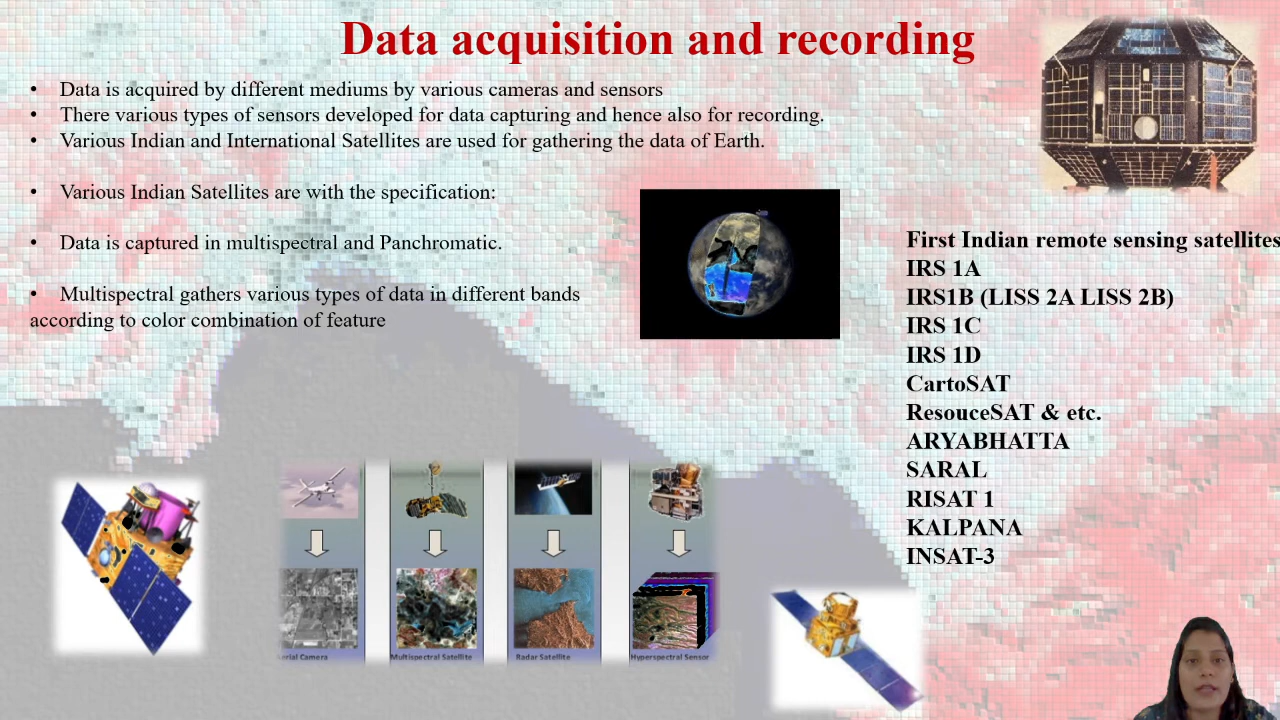 Data acquisition and recording
• Data is acquired by different mediums by various cameras and sensors
• There various types of sensors developed for data capturing and hence also for recording.
• Various Indian and International Satellites are used for gathering the data of Earth.
• Various Indian Satellites are with the specification:
• Data is captured in multispectral and Panchromatic.
• Multispectral gathers various types of data in different bands
according to color combination of feature
First Indian remote sensing satellites
IRS 1A
IRS1B (LISS 2A LISS 2B)
IRS 1C
IRS 1D
CartoSAT
ResouceSAT & etc.
ARYABHATTA
SARAL
RISAT 1
KALPANA
INSAT-3
Camera
Multispectral Satellite
Radar Satellite
Hyperspectral Sensor